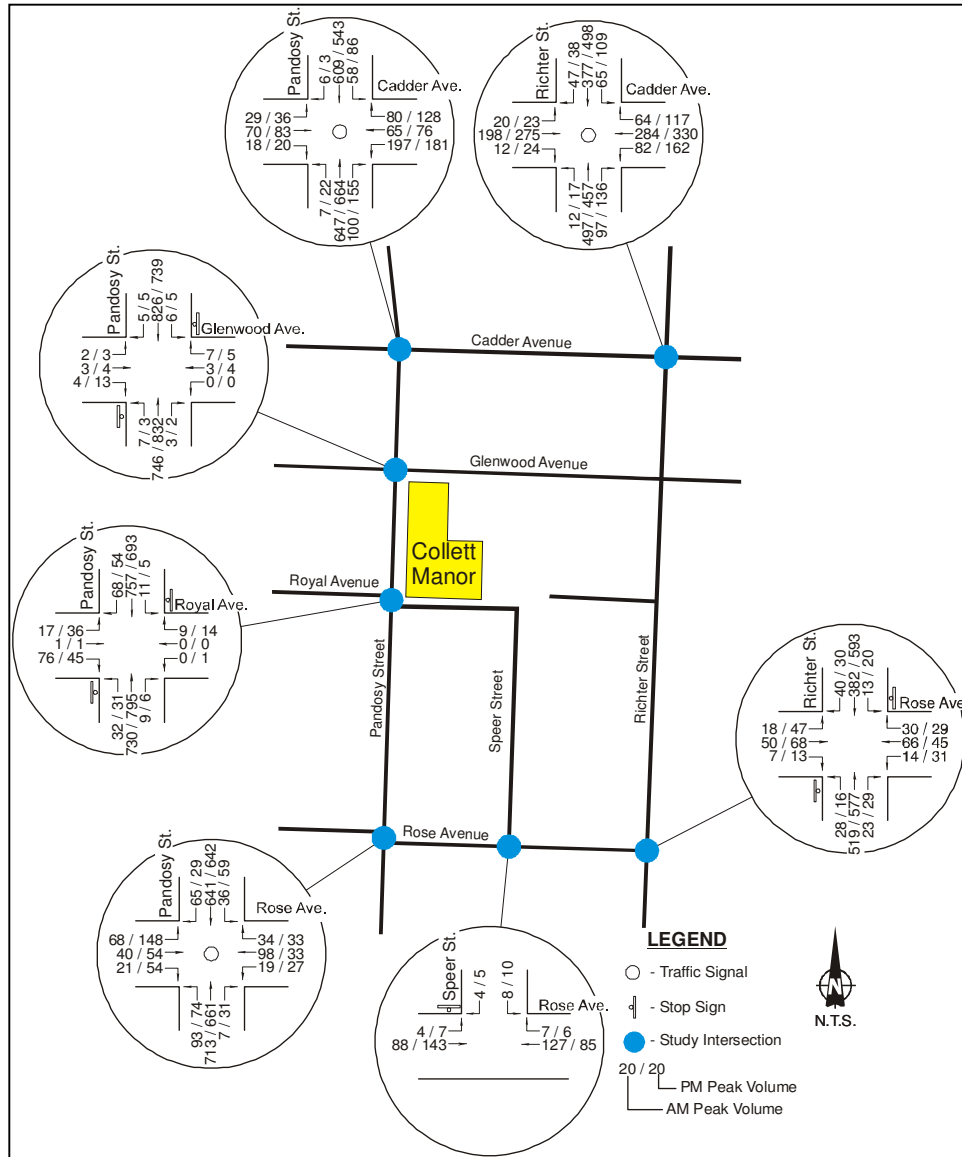 Pandosy St.
6 / 3
609 / 543
58 / 86
Cadder Ave.
29 / 36
70 / 83
18 / 20
80 / 128
65 / 76
197 / 181
7 / 22
647 / 664
100 / 155
Richter St.
47 / 38
377 / 498
65 / 109
Cadder Ave.
20 / 23
198 / 275
12 / 24
64 / 117
284 / 330
82 / 162
12 / 17
497 / 457
97 / 136
Pandosy St.
5 / 5
826 / 739
6 / 5
Glenwood Ave.
2 / 3
3 / 4
4 / 13
7 / 5
3 / 4
0 / 0
7 / 3
746 / 832
3 / 2
Cadder Avenue
Glenwood Avenue
Collett
Manor
Royal Avenue
Pandosy Street
Speer Street
Richter Street
Rose Avenue
Pandosy St.
68 / 54
757 / 693
11 / 5
Royal Ave.
17 / 36
1 / 1
76 / 45
9 / 14
0 / 0
0 / 1
32 / 31
730 / 795
9 / 6
Richter St.
40 / 30
382 / 593
13 / 20
Rose Ave
18 / 47
50 / 68
7 / 13
30 / 29
66 / 45
14 / 31
28 / 16
519 / 577
23 / 29
Pandosy St.
65 / 29
641 / 642
36 / 59
Rose Ave.
68 / 148
40 / 54
21 / 54
34 / 33
98 / 33
19 / 27
93 / 74
713 / 661
7 / 31
Speer St.
4 / 5
8 / 10
Rose Ave.
4 / 7
88 / 143
7 / 6
127 / 85
LEGEND
- Traffic Signal
- Stop Sign
- Study Intersection
20 / 20
PM Peak Volume
AM Peak Volume
N
N.T.S.